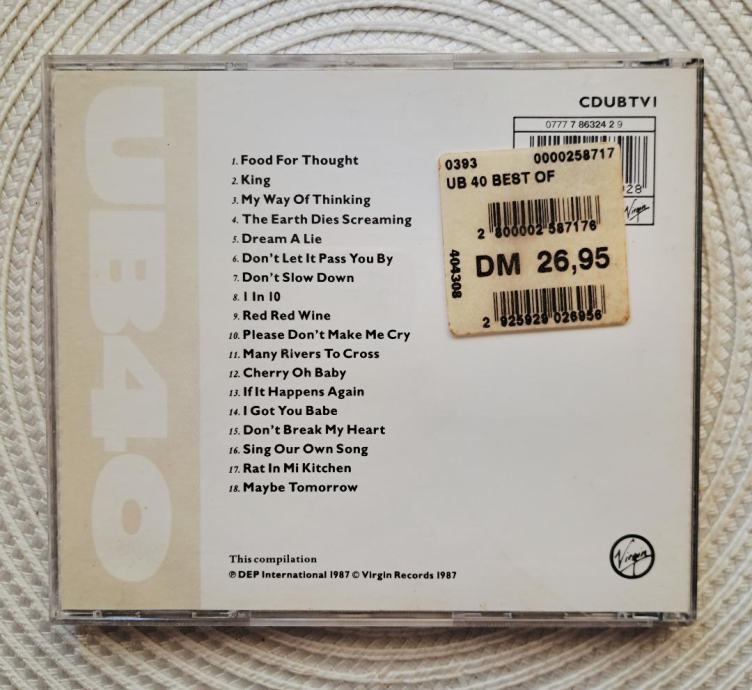 UB40
CDUBTV1
0777 7 86324 2 9
0393 0000258717
UB 40 BEST OF
28
Virgin
2 800002 587176
404308
DM 26,95
2 925929 026956
1. Food For Thought
2. King
3. My Way Of Thinking
4. The Earth Dies Screaming
5. Dream A Lie
6. Don't Let It Pass You By
7. Don't Slow Down
8. 1 In 10
9. Red Red Wine
10. Please Don't Make Me Cry
11. Many Rivers To Cross
12. Cherry Oh Baby
13. If It Happens Again
14. I Got You Babe
15. Don't Break My Heart
16. Sing Our Own Song
17. Rat In Mi Kitchen
18. Maybe Tomorrow
This compilation
℗ DEP International 1987 © Virgin Records 1987
Virgin